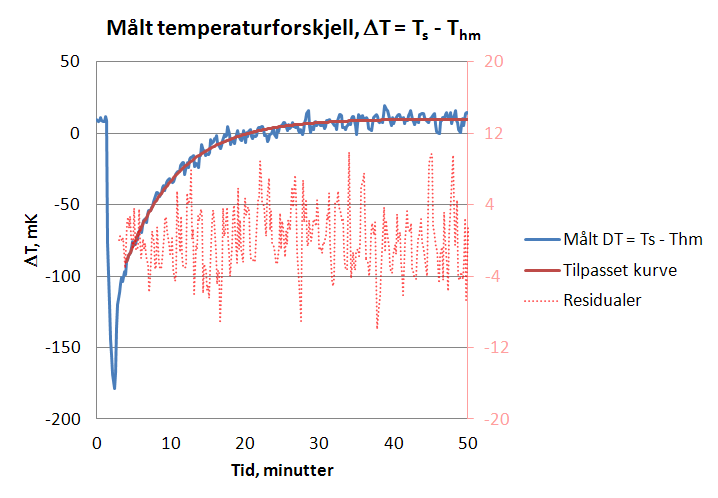 Målt temperaturforskjell, ΔT = Ts - Thm
50
0
-50
-100
-150
-200
ΔT, mK
20
12
4
-4
-12
-20
0 10 20 30 40 50
Tid, minutter
Målt DT = Ts - Thm
Tilpasset kurve
Residualer